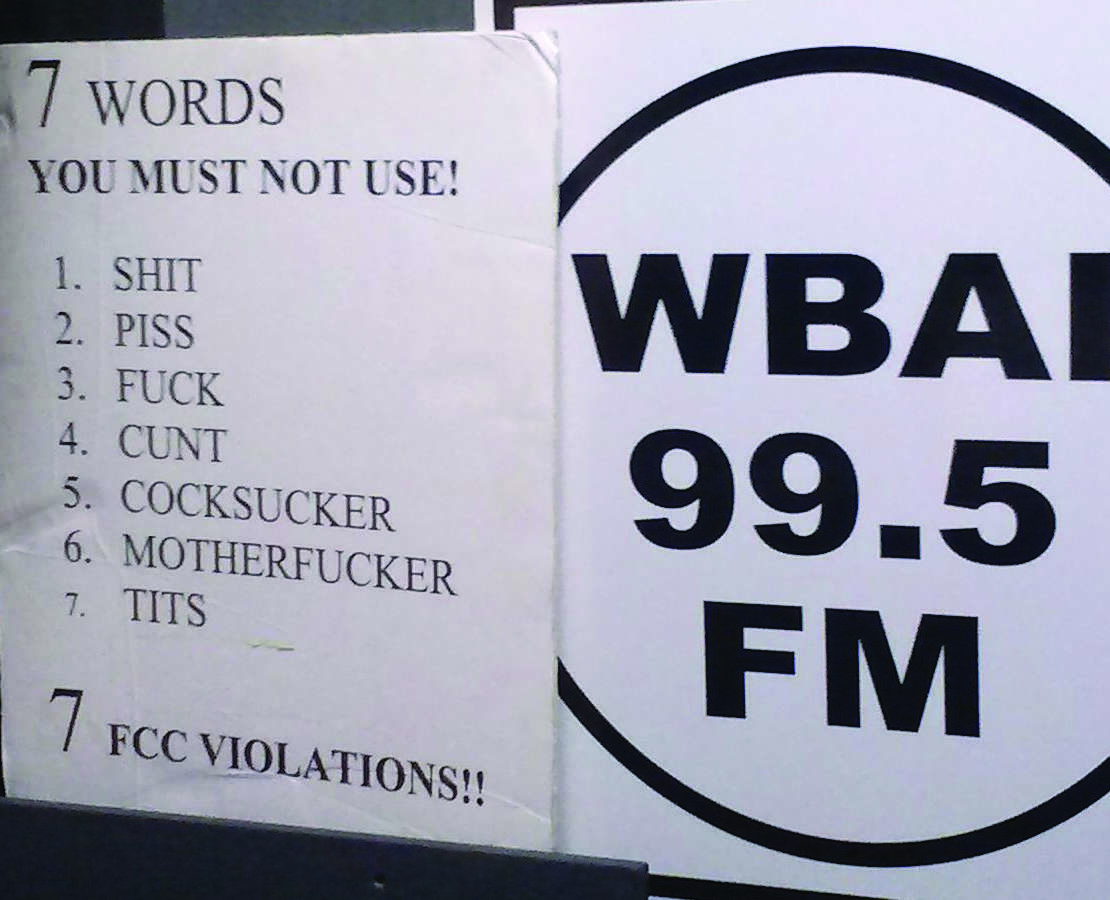 7 WORDS
YOU MUST NOT USE!
1. SHIT
2. PISS
3. FUCK
4. CUNT
5. COCKSUCKER
6. MOTHERFUCKER
7. TITS
7 FCC VIOLATIONS!!
WBAI
99.5
FM